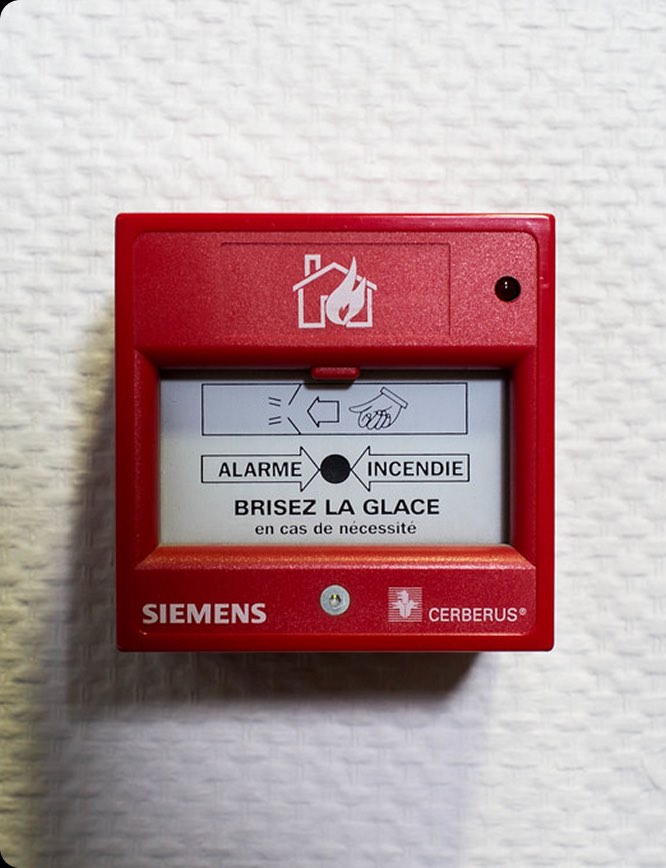 ALARME INCENDIE
BRISEZ LA GLACE
en cas de nécessité
SIEMENS
CERBERUS®